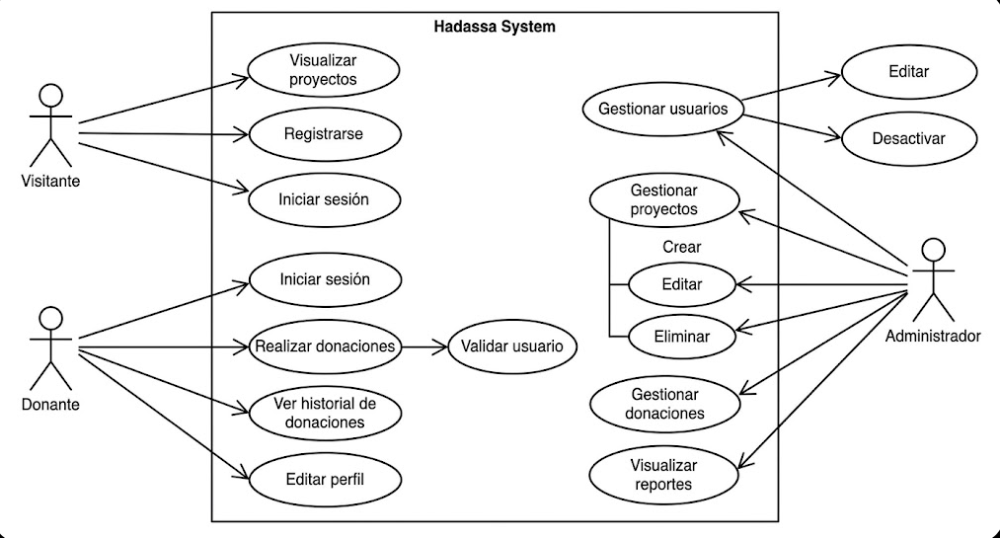 Hadassa System
Visualizar
proyectos
Registrarse
Iniciar sesión
Visitante
Iniciar sesión
Realizar donaciones
Validar usuario
Ver historial de
donaciones
Editar perfil
Donante
Gestionar usuarios
Editar
Desactivar
Gestionar
proyectos
Crear
Editar
Eliminar
Gestionar
donaciones
Visualizar
reportes
Administrador